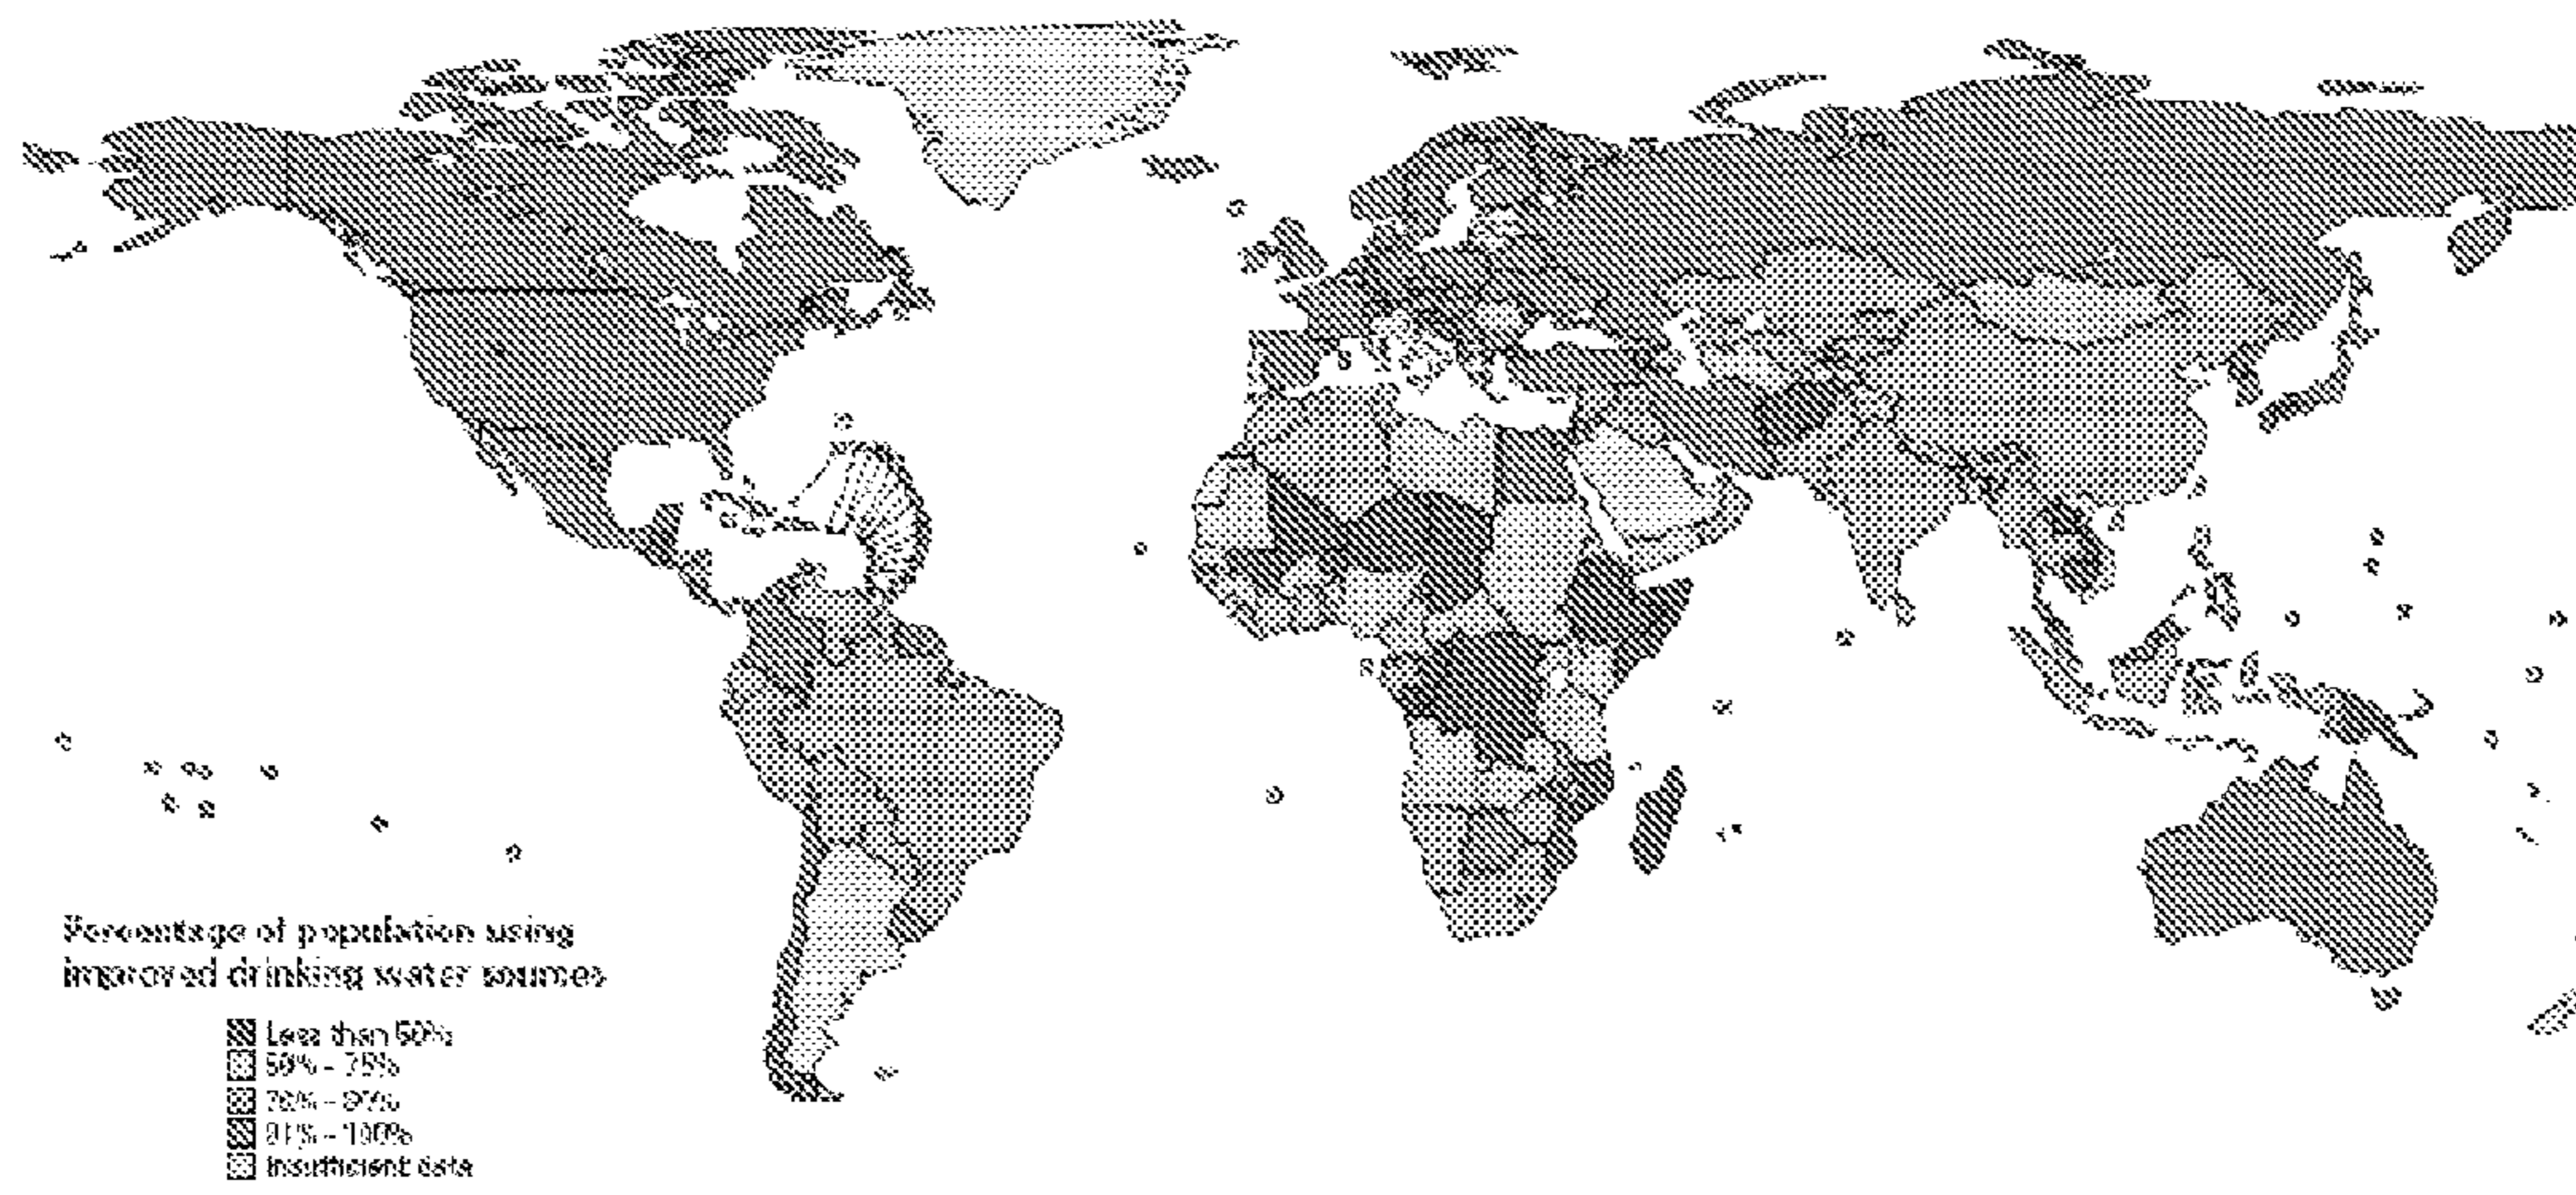 Percentage of population using
improved drinking water sources
Less than 50%
50% - 75%
76% - 90%
91% - 100%
Insufficient data